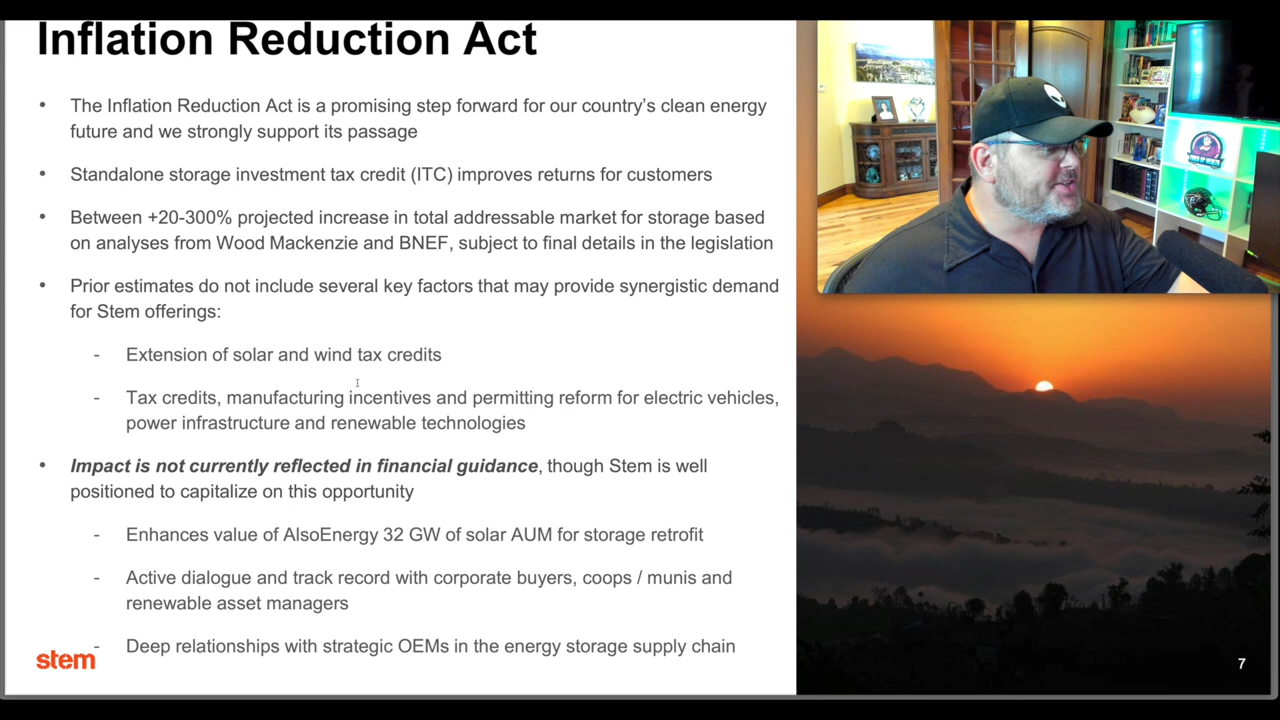 Inflation Reduction Act
• The Inflation Reduction Act is a promising step forward for our country's clean energy
future and we strongly support its passage
• Standalone storage investment tax credit (ITC) improves returns for customers
• Between +20-300% projected increase in total addressable market for storage based
on analyses from Wood Mackenzie and BNEF, subject to final details in the legislation
• Prior estimates do not include several key factors that may provide synergistic demand
for Stem offerings:
- Extension of solar and wind tax credits
- Tax credits, manufacturing incentives and permitting reform for electric vehicles,
power infrastructure and renewable technologies
• Impact is not currently reflected in financial guidance, though Stem is well
positioned to capitalize on this opportunity
- Enhances value of AlsoEnergy 32 GW of solar AUM for storage retrofit
- Active dialogue and track record with corporate buyers, coops / munis and
renewable asset managers
- Deep relationships with strategic OEMs in the energy storage supply chain
stem
7